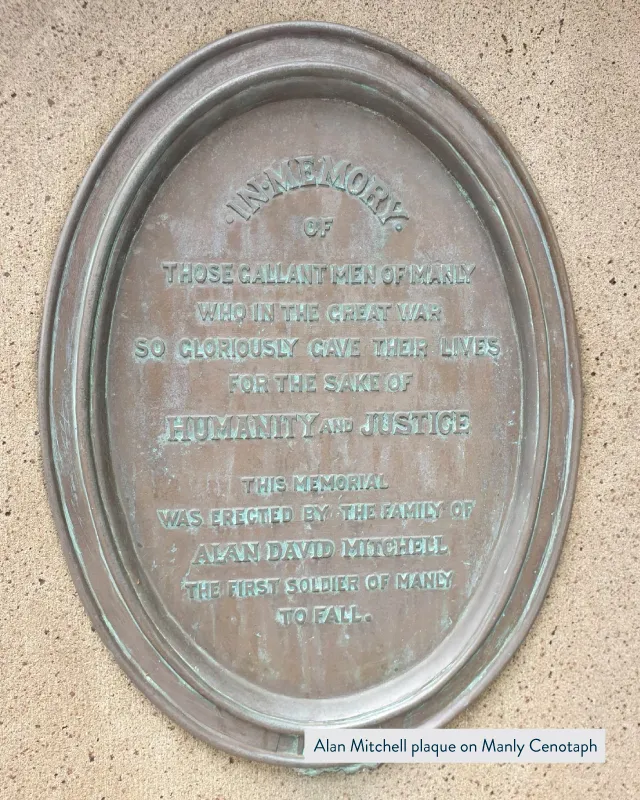 ·IN·MEMORY·
OF
THOSE GALLANT MEN OF MANLY
WHO IN THE GREAT WAR
SO GLORIOUSLY GAVE THEIR LIVES
FOR THE SAKE OF
HUMANITY AND JUSTICE
THIS MEMORIAL
WAS ERECTED BY THE FAMILY OF
ALAN DAVID MITCHELL
THE FIRST SOLDIER OF MANLY
TO FALL.
Alan Mitchell plaque on Manly Cenotaph